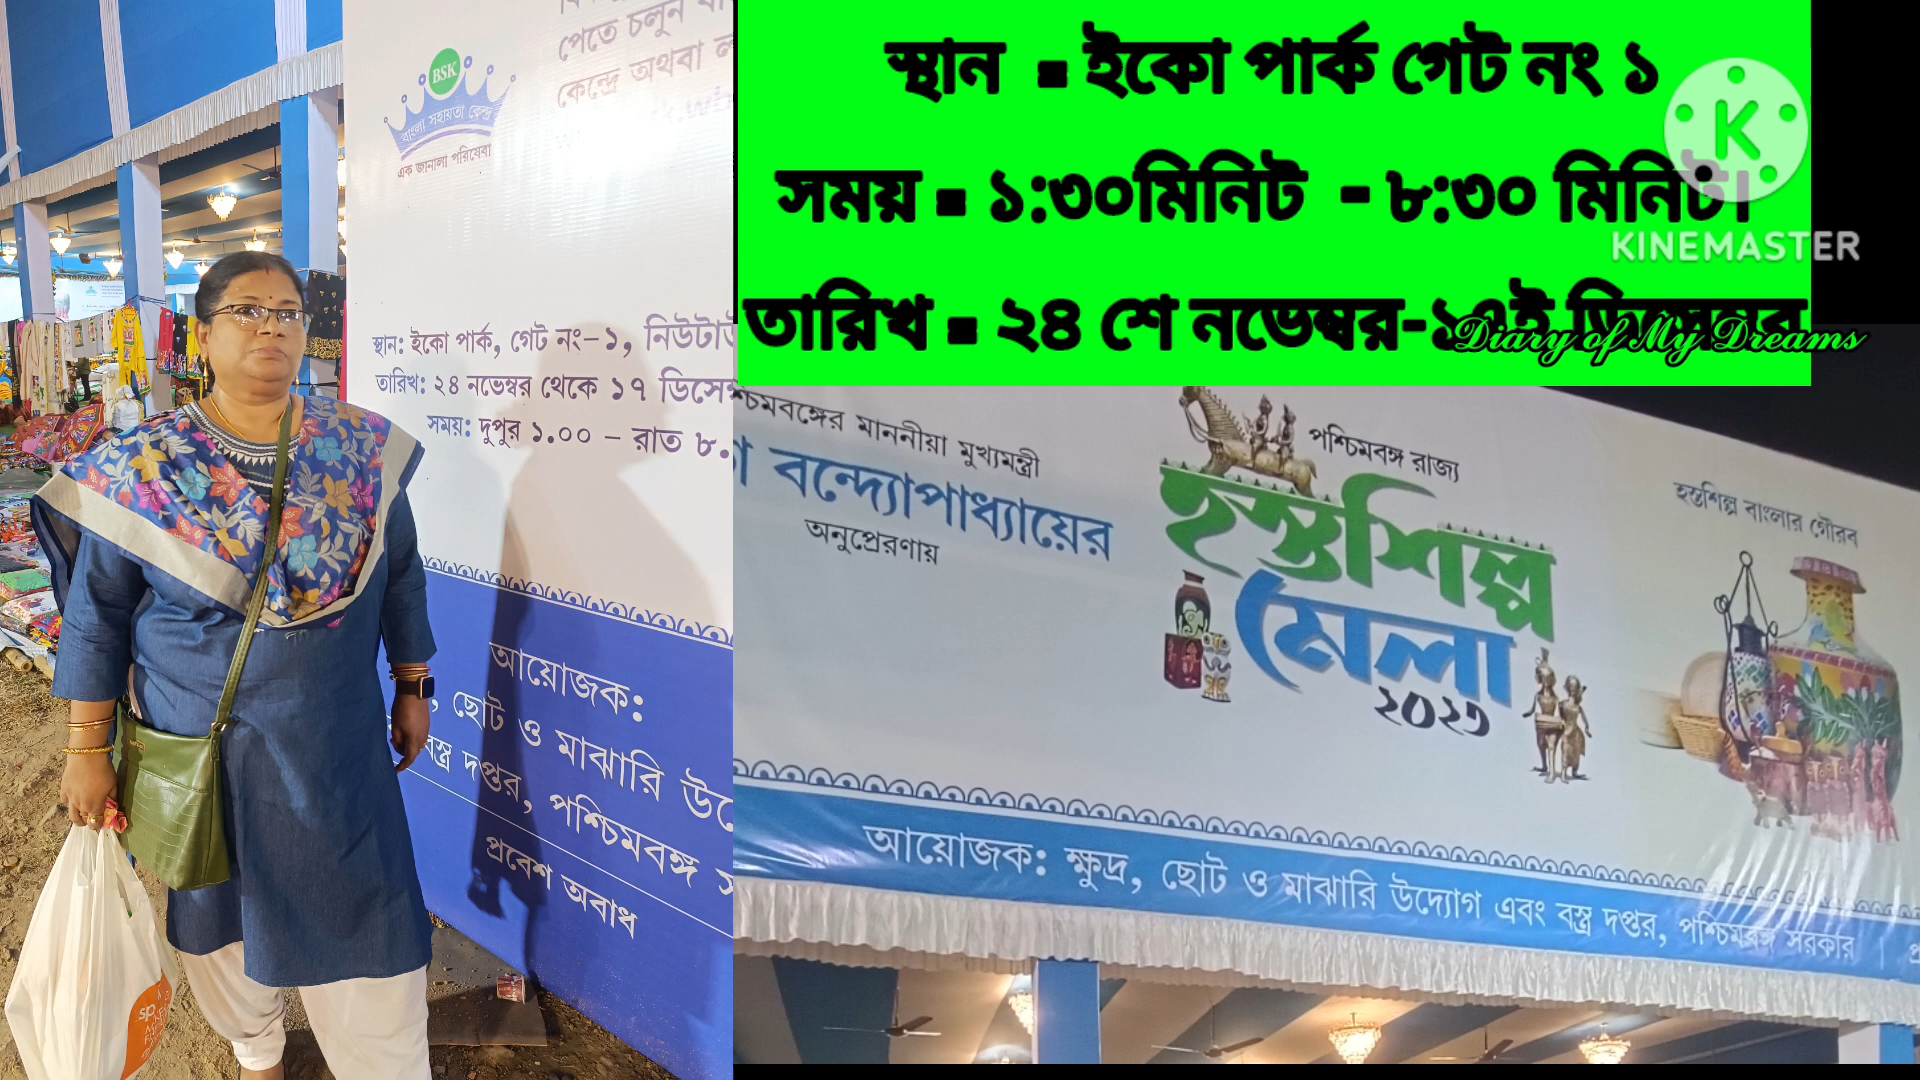 পেতে চলুন
কেন্দ্রে অথবা
BSK
বাংলা সহায়তা কেন্দ্র
এক জানালা পরিষেবা
স্থান: ইকো পার্ক, গেট নং-১,
তারিখ: ২৪ নভেম্বর থেকে ১৭
সময়: দুপুর ১.০০ - রাত ৮.
আয়োজক:
ছোট ও মাঝারি
বস্ত্র দপ্তর, পশ্চিমবঙ্গ
প্রবেশ অবাধ
স্থান = ইকো পার্ক গেট নং ১
সময় = ১:৩০মিনিট - ৮:৩০ মিনিট।
তারিখ = ২৪ শে নভেম্বর-১৭ই ডিসেম্বর
KINEMASTER
Diary of My Dreams
মাননীয়া মুখ্যমন্ত্রী
বন্দ্যোপাধ্যায়ের
অনুপ্রেরণায়
পশ্চিমবঙ্গ রাজ্য
হস্তশিল্প
মেলা
২০২৩
হস্তশিল্প বাংলার গৌরব
আয়োজক: ক্ষুদ্র, ছোট ও মাঝারি উদ্যোগ এবং বস্ত্র দপ্তর, পশ্চিমবঙ্গ সরকার